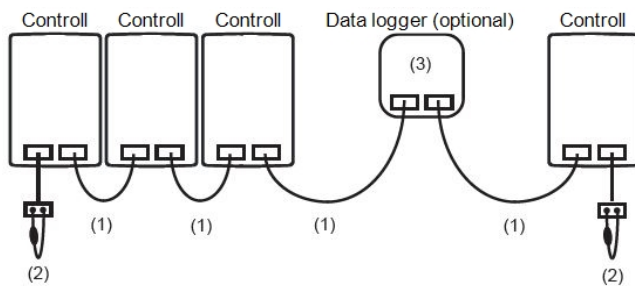 Controll Controll Controll Data logger (optional) Controll
(3)
(1) (1) (1) (1)
(2) (2)